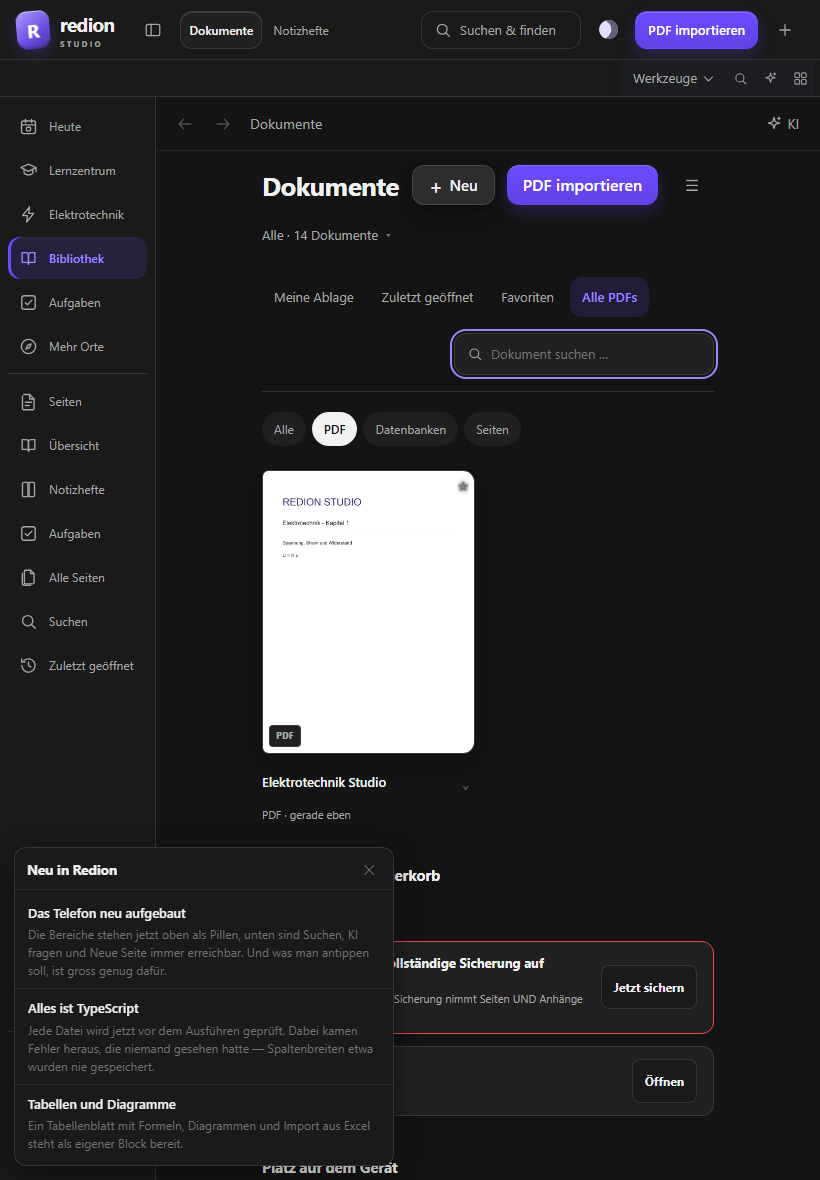 R
redion
STUDIO
Dokumente
Notizhefte
Suchen & finden
PDF importieren
Werkzeuge
Heute
Lernzentrum
Elektrotechnik
Bibliothek
Aufgaben
Mehr Orte
Seiten
Übersicht
Notizhefte
Aufgaben
Alle Seiten
Suchen
Zuletzt geöffnet
Dokumente
KI
Dokumente
+ Neu
PDF importieren
Alle · 14 Dokumente
Meine Ablage
Zuletzt geöffnet
Favoriten
Alle PDFs
Dokument suchen ...
Alle
PDF
Datenbanken
Seiten
REDION STUDIO
Elektrotechnik - Kapitel 1
Spannung, Strom und Widerstand
PDF
Elektrotechnik Studio
PDF · gerade eben
erkorb
ollständige Sicherung auf
Sicherung nimmt Seiten UND Anhänge
Jetzt sichern
Öffnen
Platz auf dem Gerät
Neu in Redion
Das Telefon neu aufgebaut
Die Bereiche stehen jetzt oben als Pillen, unten sind Suchen, KI
fragen und Neue Seite immer erreichbar. Und was man antippen
soll, ist gross genug dafür.
Alles ist TypeScript
Jede Datei wird jetzt vor dem Ausführen geprüft. Dabei kamen
Fehler heraus, die niemand gesehen hatte — Spaltenbreiten etwa
wurden nie gespeichert.
Tabellen und Diagramme
Ein Tabellenblatt mit Formeln, Diagrammen und Import aus Excel
steht als eigener Block bereit.